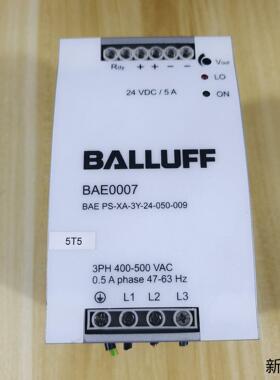 Rdy + + − − Vout
LO
24 VDC / 5 A
ON
BALLUFF
BAE0007
BAE PS-XA-3Y-24-050-009
5T5
3PH 400-500 VAC
0.5 A phase 47-63 Hz
L1 L2 L3
新